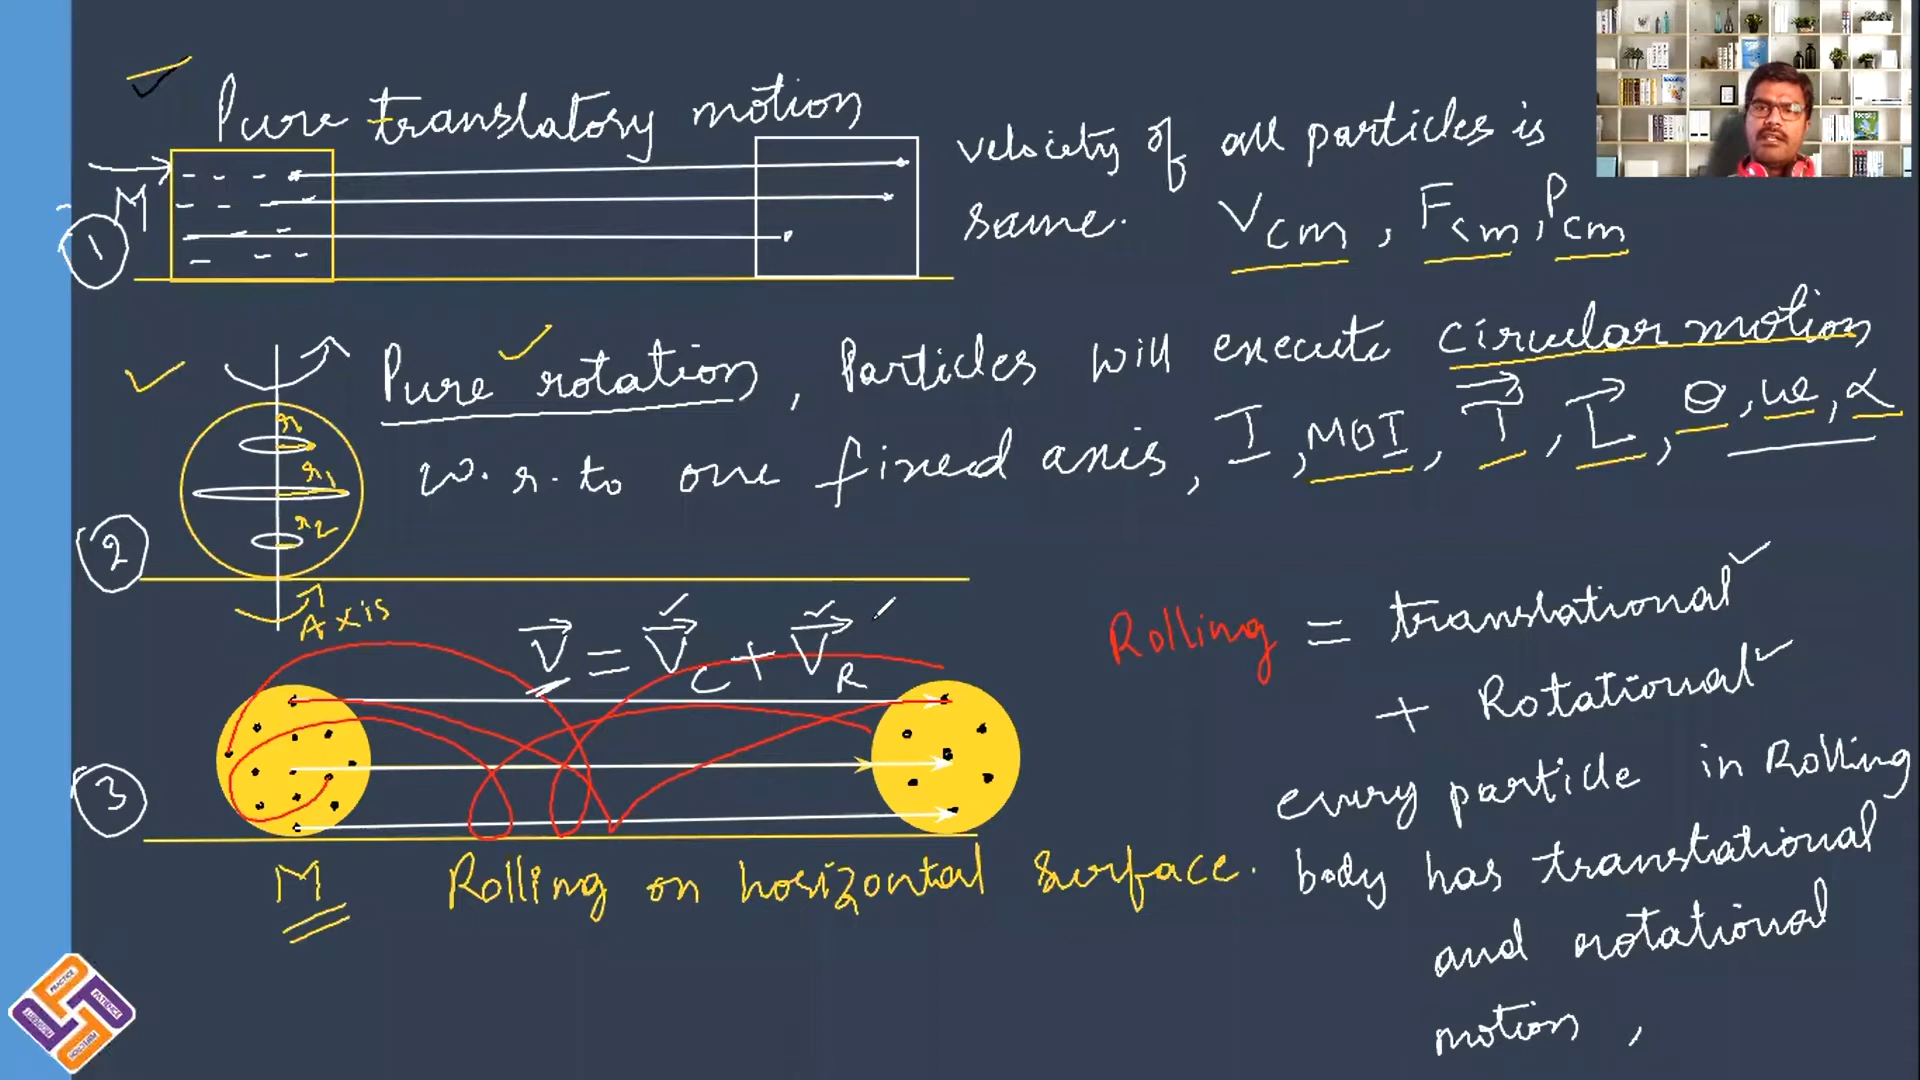 Pure translatory motion
M
1
velocity of all particles is
same. Vcm, Fcm, Pcm
2
r
r1
r2
Axis
Pure rotation, Particles will execute circular motion
w.r.to one fixed axis, I, MOI, τ, L, θ, ω, α
3
V = VC + VR
M
Rolling on horizontal surface.
Rolling = translational
+ Rotational
every particle in Rolling
body has translational
and rotational
motion,
PRACTICE
PATIENCE